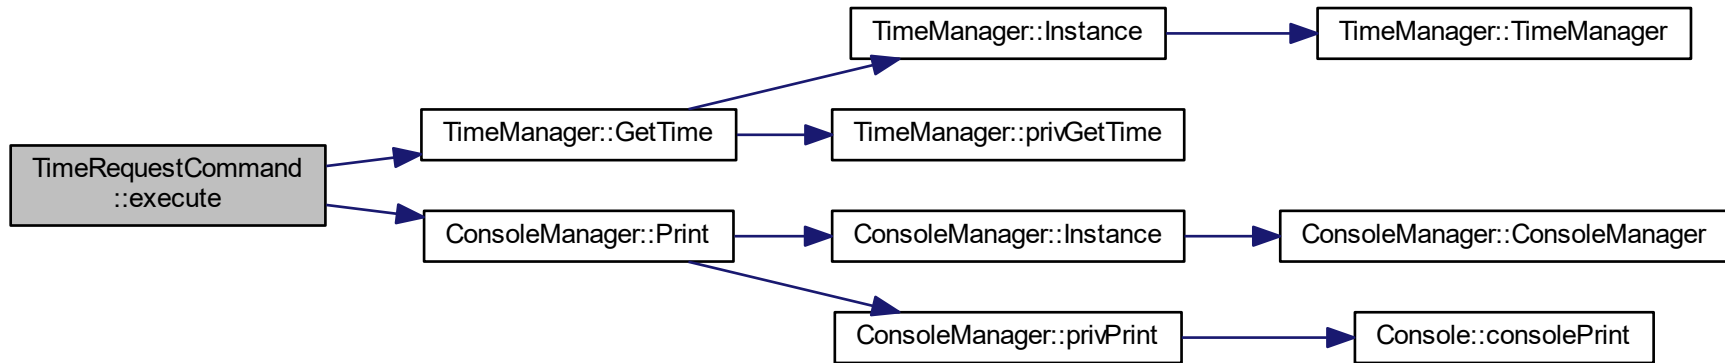 TimeManager::Instance
TimeManager::TimeManager
TimeManager::GetTime
TimeManager::privGetTime
TimeRequestCommand
::execute
ConsoleManager::Print
ConsoleManager::Instance
ConsoleManager::ConsoleManager
ConsoleManager::privPrint
Console::consolePrint